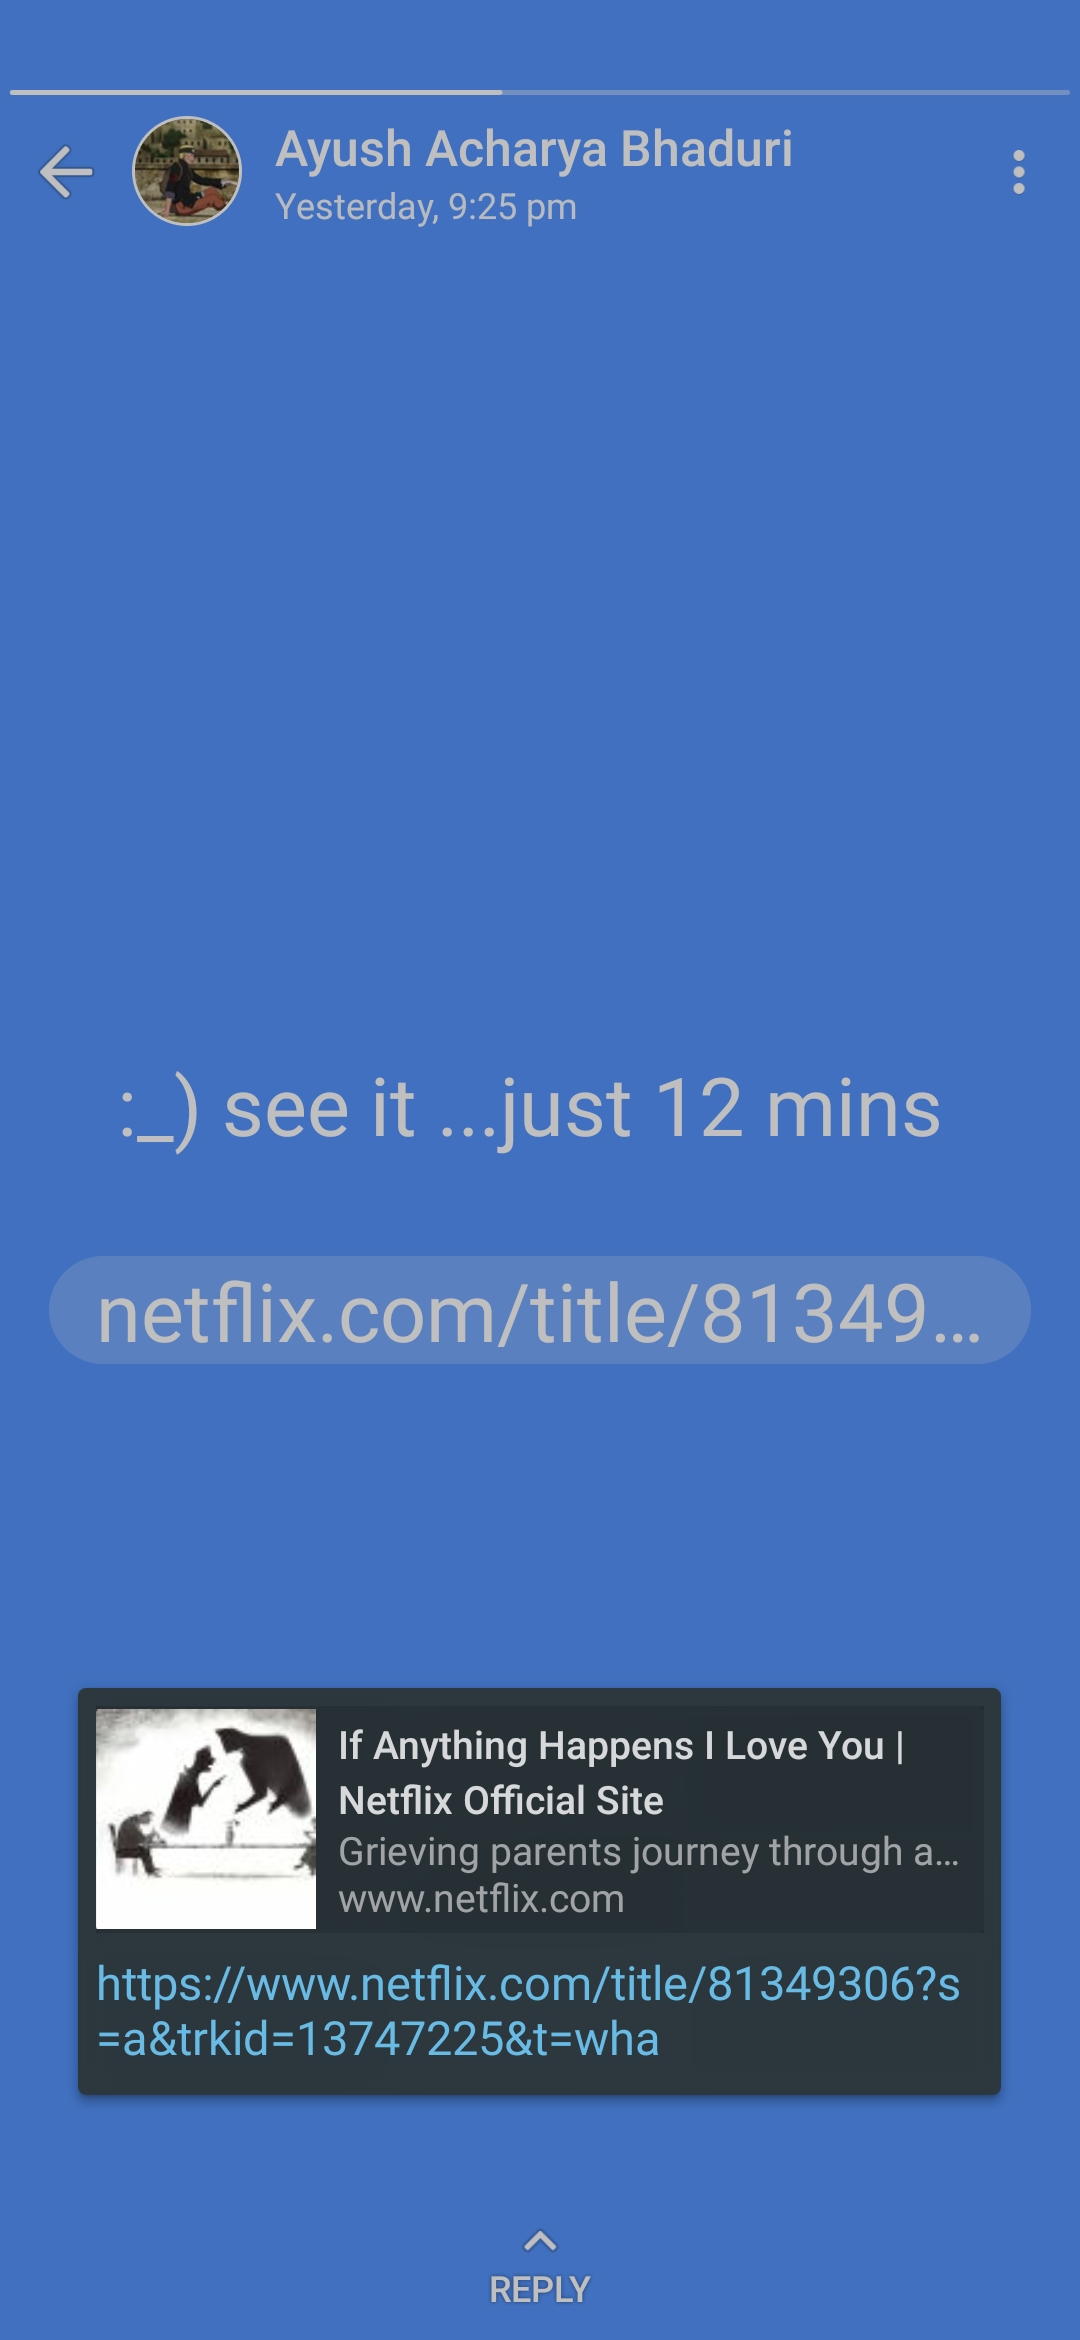 Ayush Acharya Bhaduri
Yesterday, 9:25 pm
:_) see it ...just 12 mins
netflix.com/title/81349...
If Anything Happens I Love You |
Netflix Official Site
Grieving parents journey through a...
www.netflix.com
https://www.netflix.com/title/81349306?s
=a&trkid=13747225&t=wha
REPLY